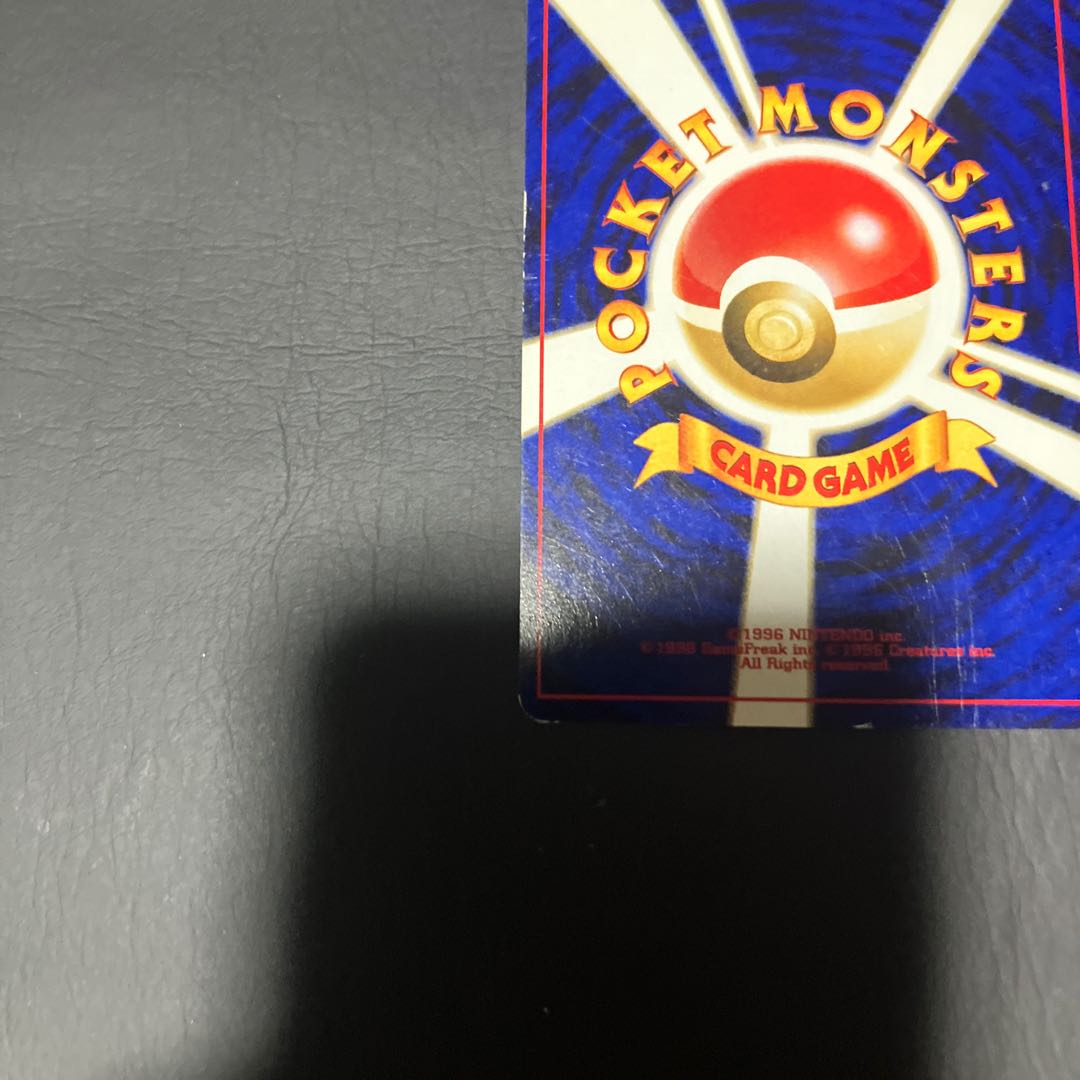 POCKET MONSTERS
CARD GAME
©1996 NINTENDO inc.
© 1996 GameFreak inc. © 1996 Creatures inc.
All Rights reserved.